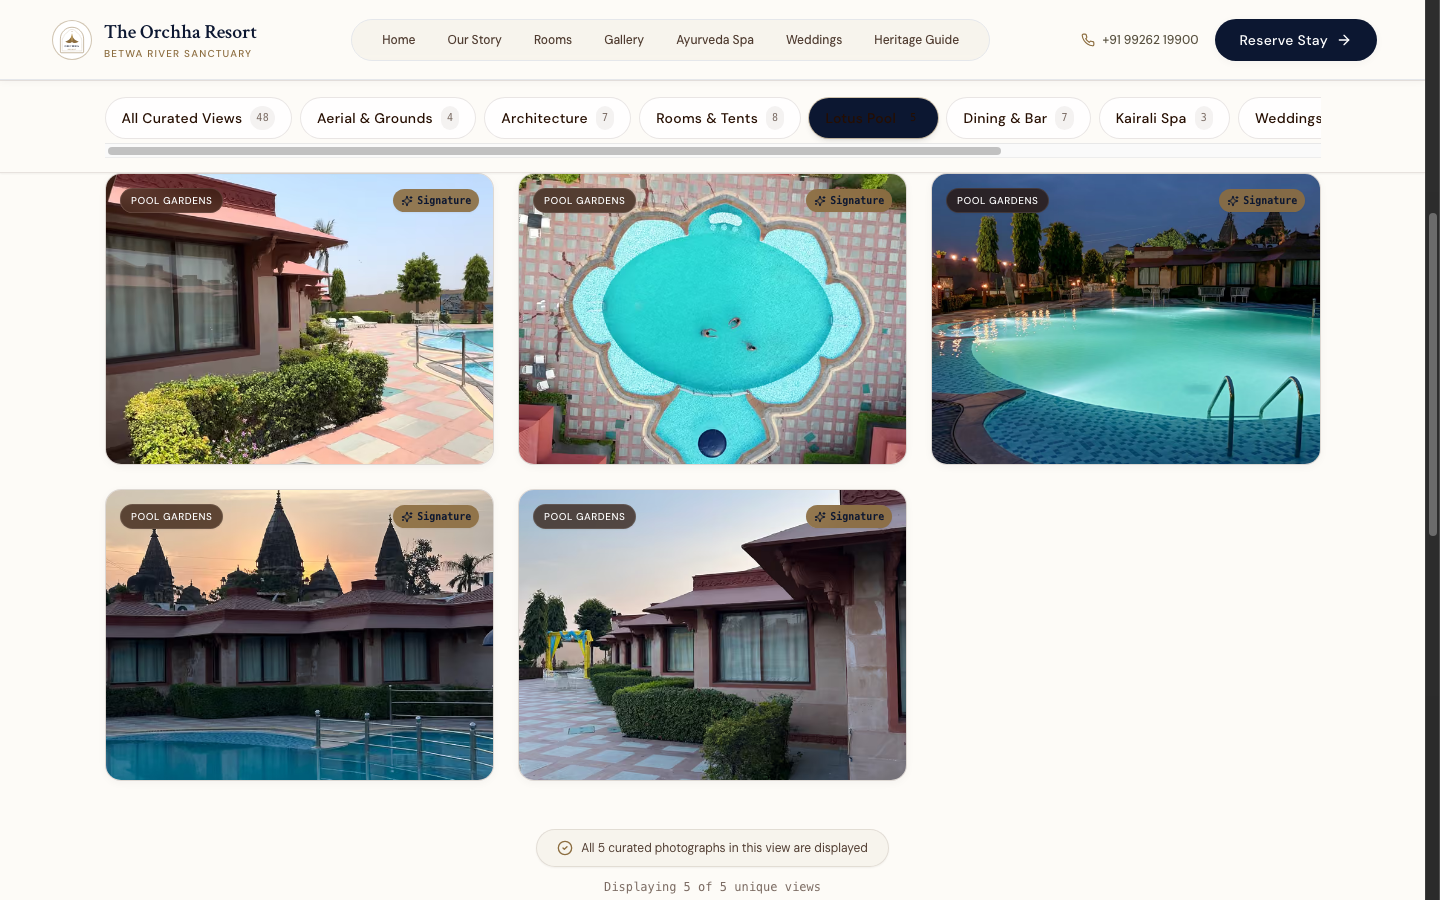 The Orchha Resort
BETWA RIVER SANCTUARY
Home
Our Story
Rooms
Gallery
Ayurveda Spa
Weddings
Heritage Guide
+91 99262 19900
Reserve Stay
All Curated Views 48
Aerial & Grounds 4
Architecture 7
Rooms & Tents 8
Lotus Pool
Dining & Bar 7
Kairali Spa 3
Weddings
POOL GARDENS
Signature
POOL GARDENS
Signature
POOL GARDENS
Signature
POOL GARDENS
Signature
POOL GARDENS
Signature
All 5 curated photographs in this view are displayed
Displaying 5 of 5 unique views